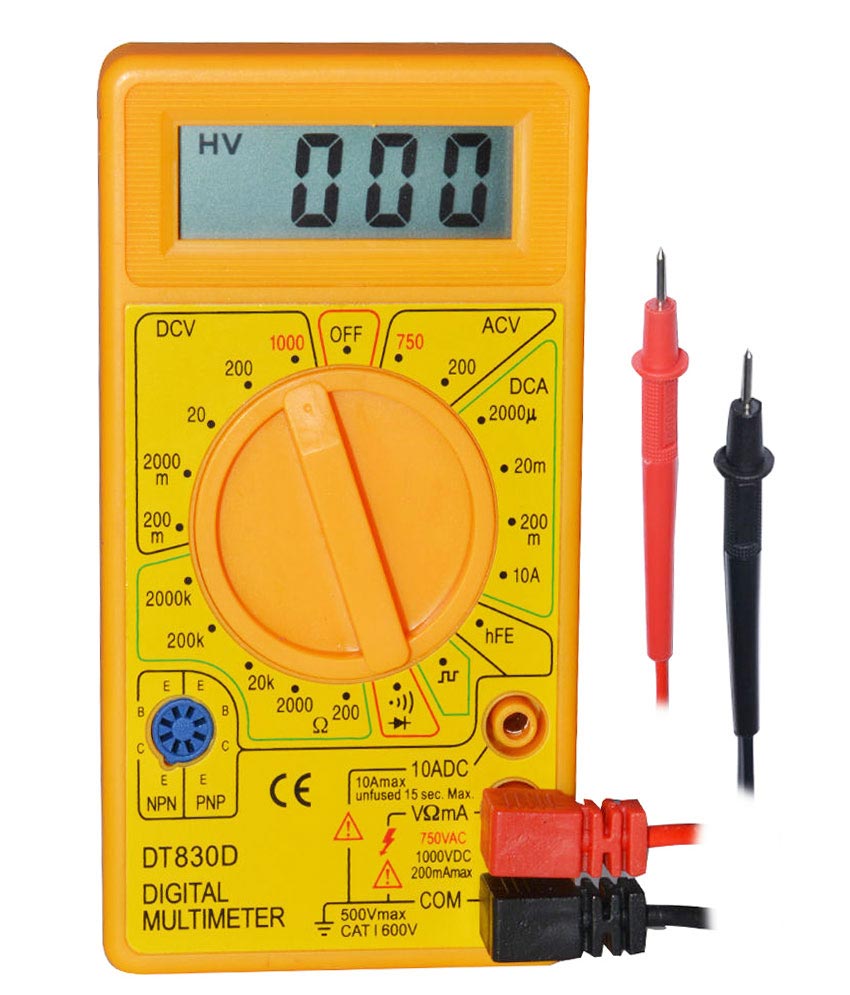 HV 000
DCV
OFF
ACV
1000
750
200
200
DCA
20
2000µ
2000
m
20m
200
m
200
m
10A
2000k
hFE
200k
20k
2000
Ω
200
E E
B B
C C
E
E
NPN PNP
CE
10ADC
10Amax
unfused 15 sec. Max.
VΩmA
750VAC
1000VDC
200mAmax
COM
500Vmax
CAT I 600V
DT830D
DIGITAL
MULTIMETER